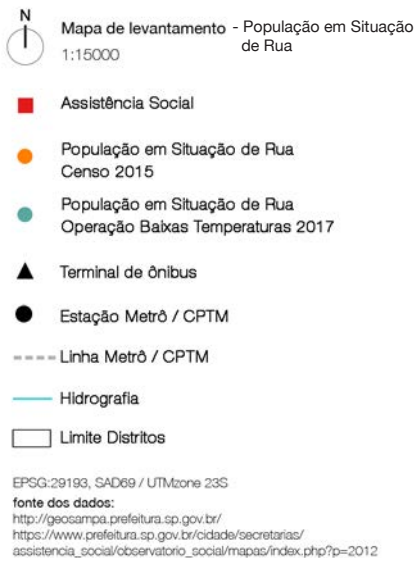 N
Mapa de levantamento - População em Situação
de Rua
1:15000
Assistência Social
População em Situação de Rua
Censo 2015
População em Situação de Rua
Operação Baixas Temperaturas 2017
Terminal de ônibus
Estação Metrô / CPTM
Linha Metrô / CPTM
Hidrografia
Limite Distritos
EPSG:29193, SAD69 / UTMzone 23S
fonte dos dados:
http://geosampa.prefeitura.sp.gov.br/
https://www.prefeitura.sp.gov.br/cidade/secretarias/
assistencia_social/observatorio_social/mapas/index.php?p=2012